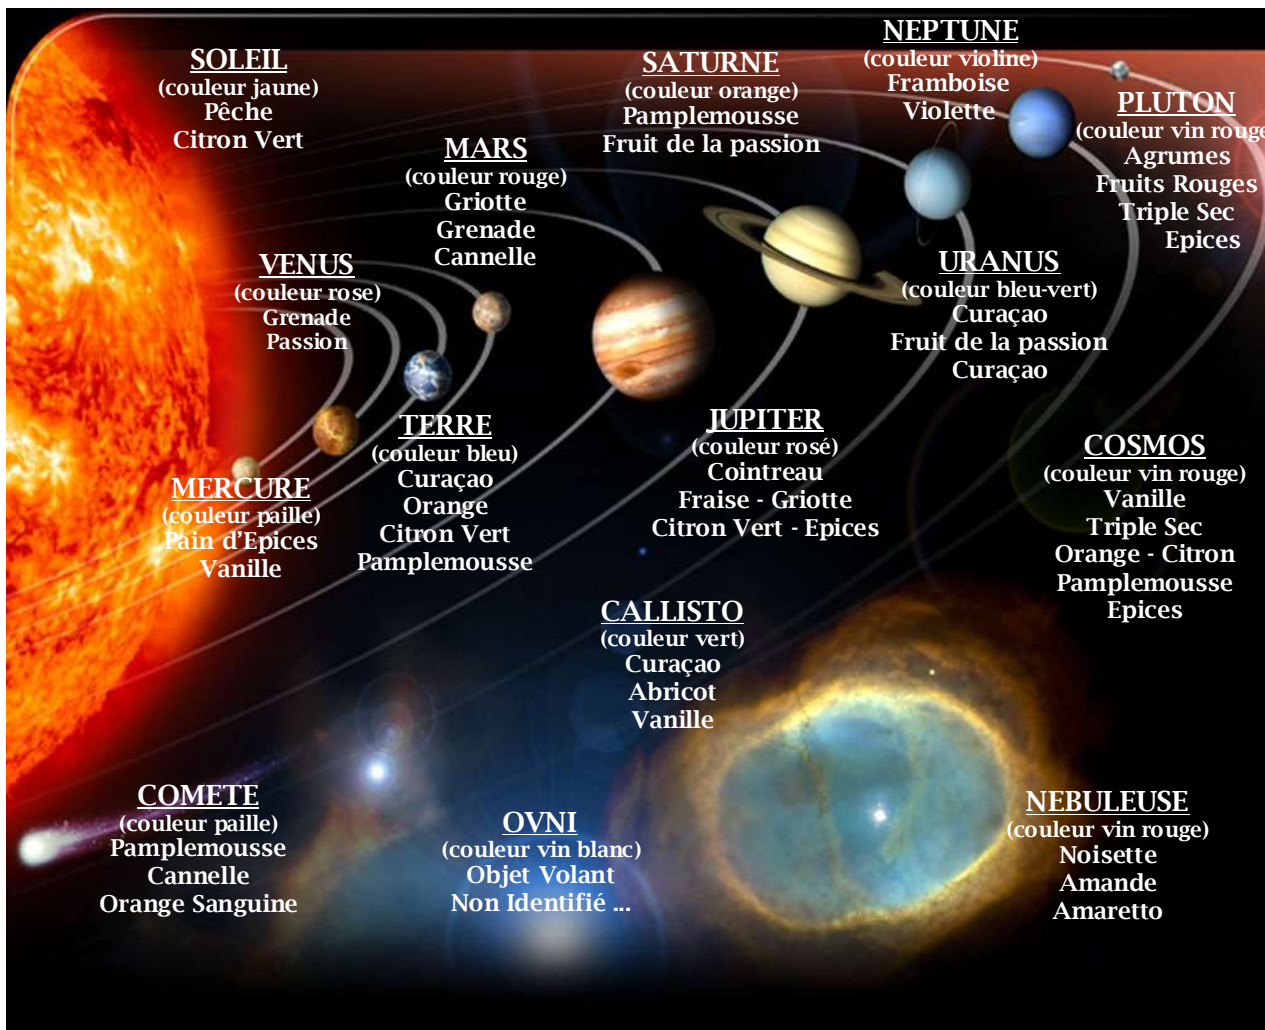 SOLEIL
(couleur jaune)
Pêche
Citron Vert
MARS
(couleur rouge)
Griotte
Grenade
Cannelle
SATURNE
(couleur orange)
Pamplemousse
Fruit de la passion
NEPTUNE
(couleur violine)
Framboise
Violette
PLUTON
(couleur vin rouge
Agrumes
Fruits Rouges
Triple Sec
Epices
VENUS
(couleur rose)
Grenade
Passion
URANUS
(couleur bleu-vert)
Curaçao
Fruit de la passion
Curaçao
MERCURE
(couleur paille)
Pain d'Epices
Vanille
TERRE
(couleur bleu)
Curaçao
Orange
Citron Vert
Pamplemousse
JUPITER
(couleur rosé)
Cointreau
Fraise - Griotte
Citron Vert - Epices
COSMOS
(couleur vin rouge)
Vanille
Triple Sec
Orange - Citron
Pamplemousse
Epices
CALLISTO
(couleur vert)
Curaçao
Abricot
Vanille
COMETE
(couleur paille)
Pamplemousse
Cannelle
Orange Sanguine
OVNI
(couleur vin blanc)
Objet Volant
Non Identifié ...
NEBULEUSE
(couleur vin rouge)
Noisette
Amande
Amaretto